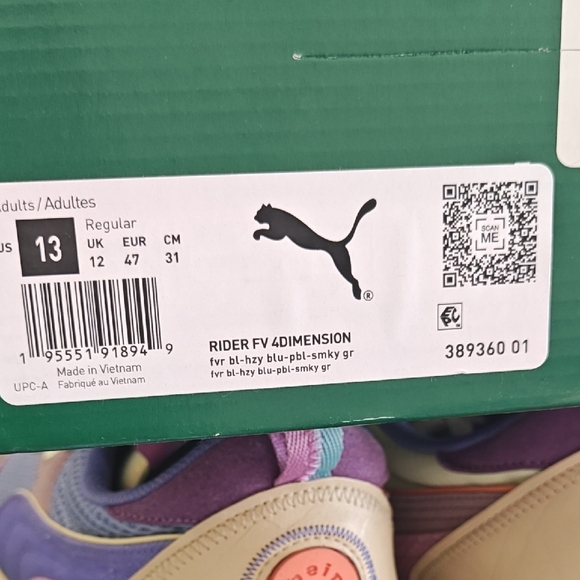 Adults/Adultes
US 13
Regular
UK EUR CM
12 47 31
1 95551 91894 9
Made in Vietnam
UPC-A Fabriqué au Vietnam
®
RIDER FV 4DIMENSION
fvr bl-hzy blu-pbl-smky gr
fvr bl-hzy blu-pbl-smky gr
SCAN
ME
389360 01